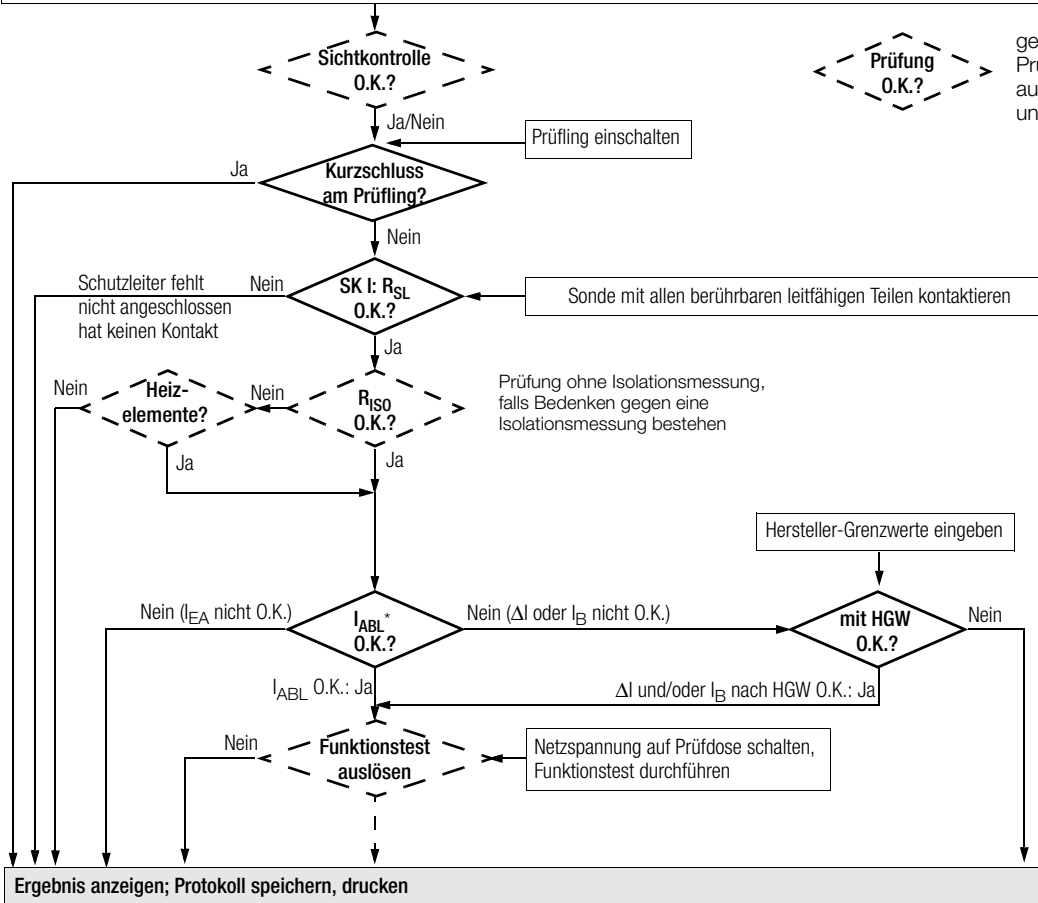 Sichtkontrolle
O.K.?
Prüfung
O.K.?
ge
Prü
au
un
Ja/Nein
Prüfling einschalten
Ja
Kurzschluss
am Prüfling?
Nein
Schutzleiter fehlt
nicht angeschlossen
hat keinen Kontakt
Nein
SK I: RSL
O.K.?
Sonde mit allen berührbaren leitfähigen Teilen kontaktieren
Ja
Nein
Heiz-
elemente?
Nein
RISO
O.K.?
Prüfung ohne Isolationsmessung,
falls Bedenken gegen eine
Isolationsmessung bestehen
Ja
Ja
Hersteller-Grenzwerte eingeben
Nein (IEA nicht O.K.)
IABL*
O.K.?
Nein (ΔI oder IB nicht O.K.)
mit HGW
O.K.?
Nein
IABL O.K.: Ja
ΔI und/oder IB nach HGW O.K.: Ja
Nein
Funktionstest
auslösen
Netzspannung auf Prüfdose schalten,
Funktionstest durchführen
Ergebnis anzeigen; Protokoll speichern, drucken